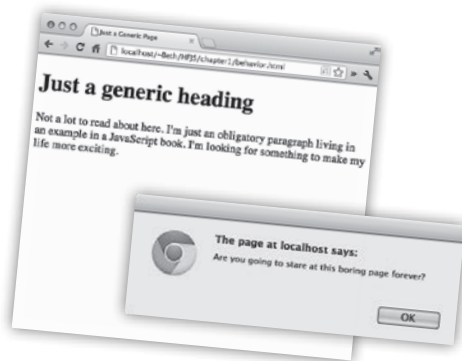 Just a Generic Page
localhost/~Beth/HFJS/chapter1/behavior.html
Just a generic heading
Not a lot to read about here. I'm just an obligatory paragraph living in
an example in a JavaScript book. I'm looking for something to make my
life more exciting.
The page at localhost says:
Are you going to stare at this boring page forever?
OK